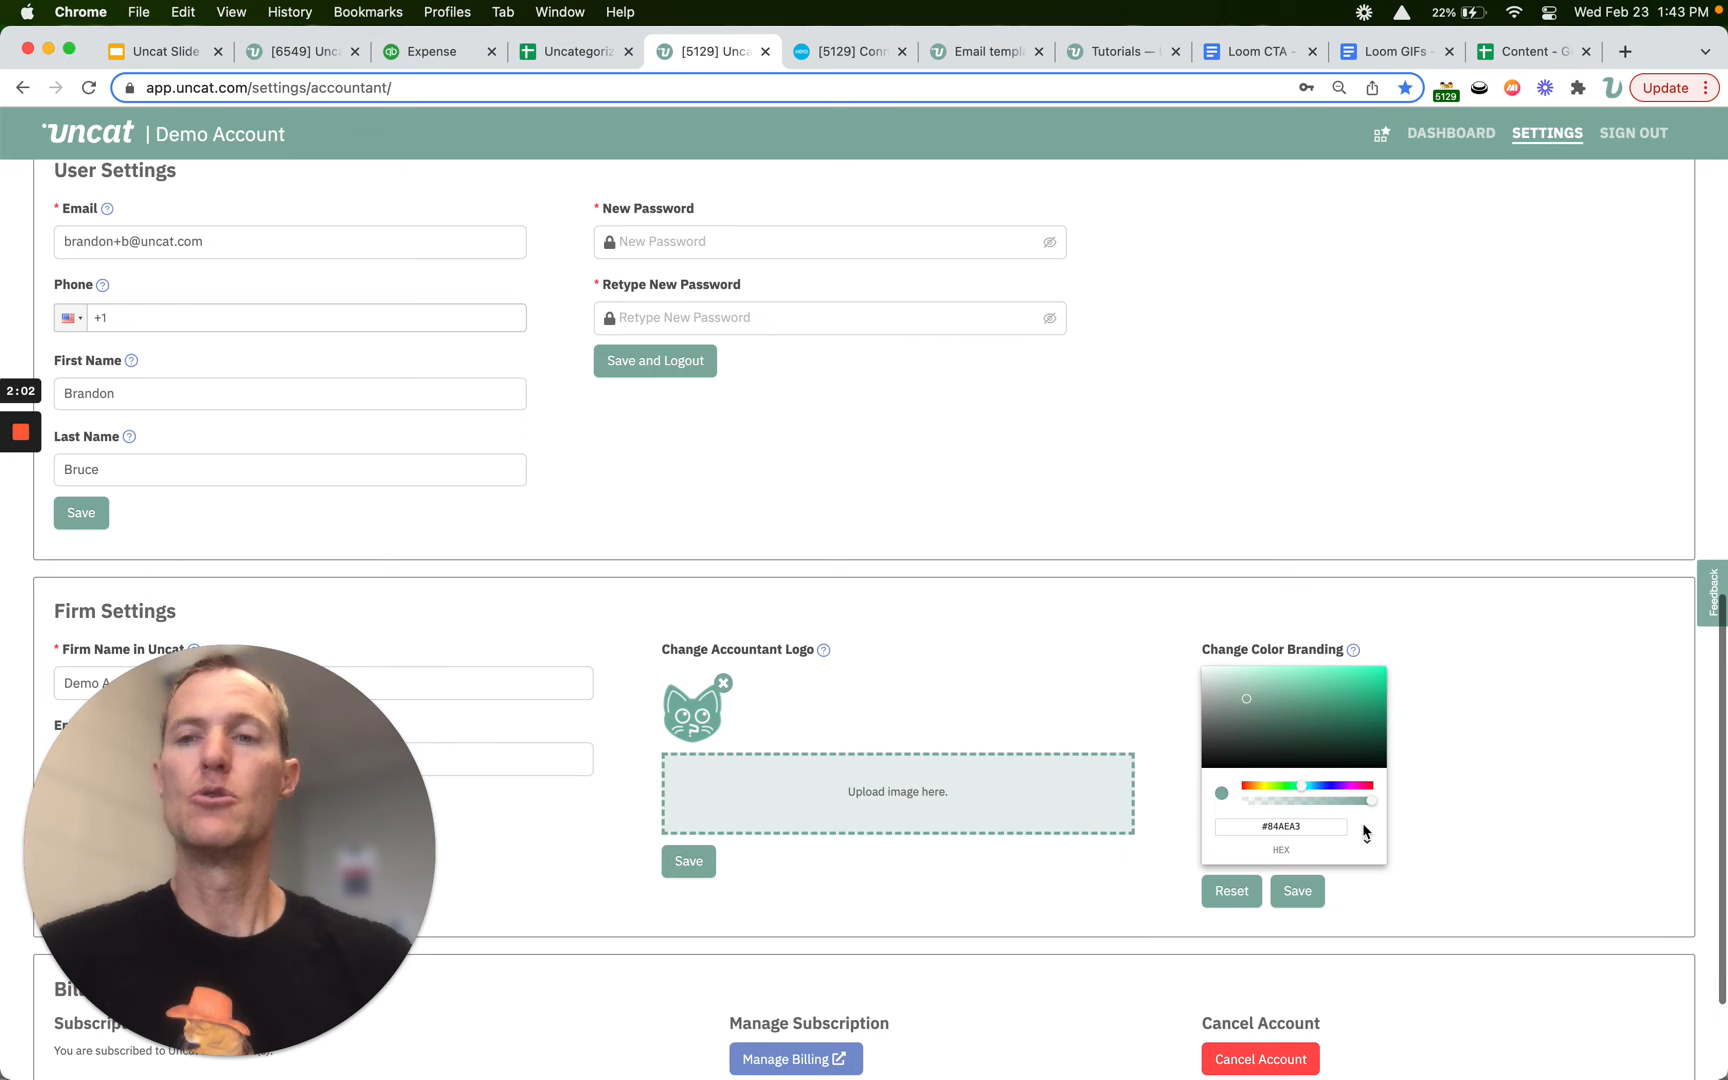 Chrome File Edit View History Bookmarks Profiles Tab Window Help 22% Wed Feb 23 1:43 PM
Uncat Slide [6549] Unc Expense Uncategoriz [5129] Unca [5129] Conn Email templ Tutorials — Loom CTA - Loom GIFs - Content - G
app.uncat.com/settings/accountant/ 5129 Update
uncat | Demo Account DASHBOARD SETTINGS SIGN OUT
User Settings
* Email
brandon+b@uncat.com
Phone
+1
First Name
Brandon
Last Name
Bruce
Save
* New Password
New Password
* Retype New Password
Retype New Password
Save and Logout
2:02
Feedback
Firm Settings
* Firm Name in Uncat
Demo
Change Accountant Logo
Upload image here.
Save
Change Color Branding
#84AEA3
HEX
Reset Save
Manage Subscription
Manage Billing
Cancel Account
Cancel Account
You are subscribed to